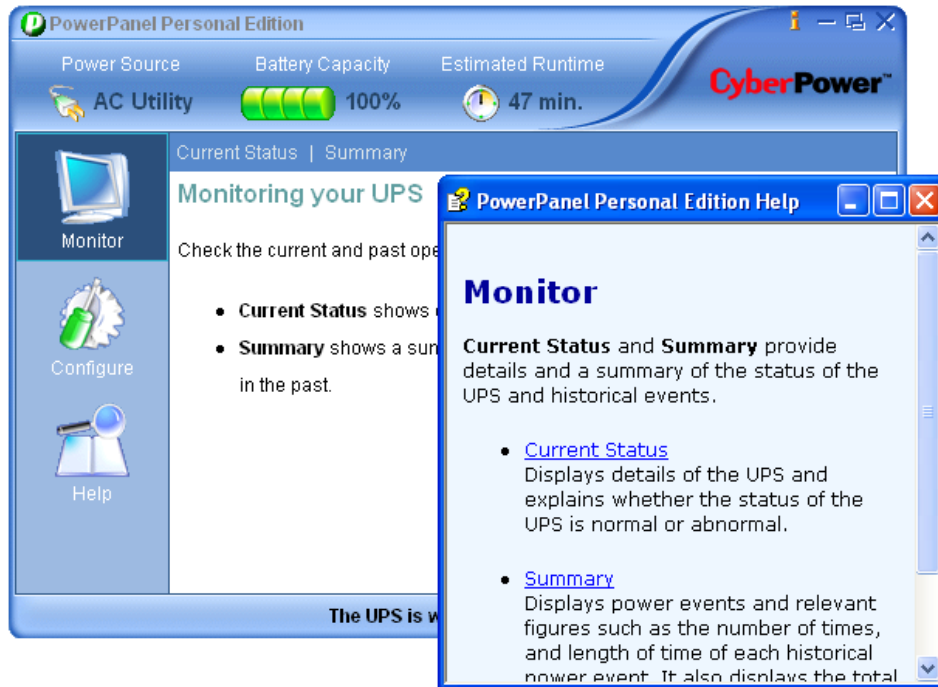 PowerPanel Personal Edition
Power Source
Battery Capacity
Estimated Runtime
AC Utility
100%
47 min.
CyberPower™
Current Status | Summary
Monitor
Configure
Help
Monitoring your UPS
Check the current and past ope
• Current Status shows
• Summary shows a sum
in the past.
The UPS is w
PowerPanel Personal Edition Help
Monitor
Current Status and Summary provide
details and a summary of the status of the
UPS and historical events.
• Current Status
Displays details of the UPS and
explains whether the status of the
UPS is normal or abnormal.
• Summary
Displays power events and relevant
figures such as the number of times,
and length of time of each historical
power event. It also displays the total